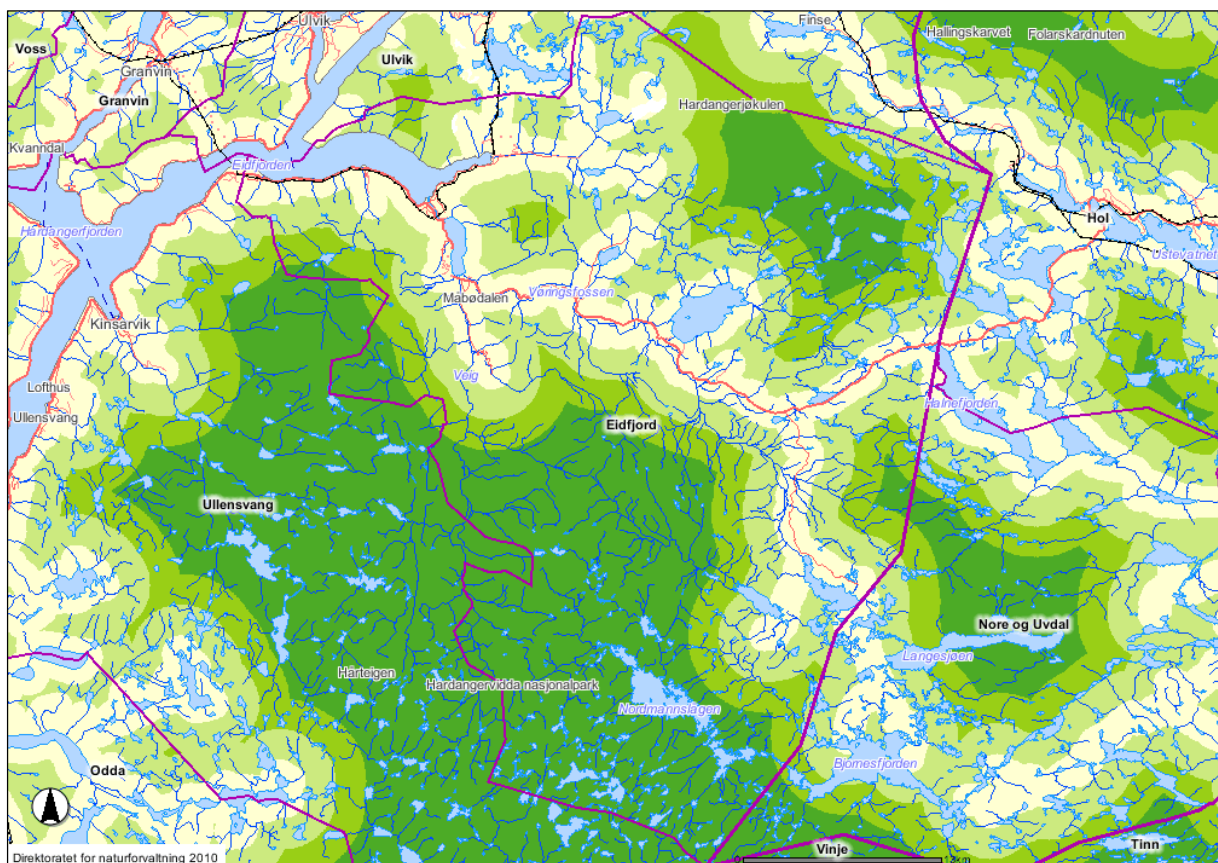 Ulvik
Finse
Hallingskarvet
Folarskardnuten
Voss
Ulvik
Granvin
Granvin
Hardangerjøkulen
Kvanndal
Eidfjorden
Hol
Hardangerfjorden
Ustevatnet
Mabødalen
Vøringsfossen
Kinsarvik
Veig
Lofthus
Halnefjorden
Ullensvang
Eidfjord
Ullensvang
Nore og Uvdal
Langesjøen
Hårteigen
Hardangervidda nasjonalpark
Nordmannslågen
Bjornesfjorden
Odda
Vinje
Tinn
Direktoratet for naturforvaltning 2010
0
12km